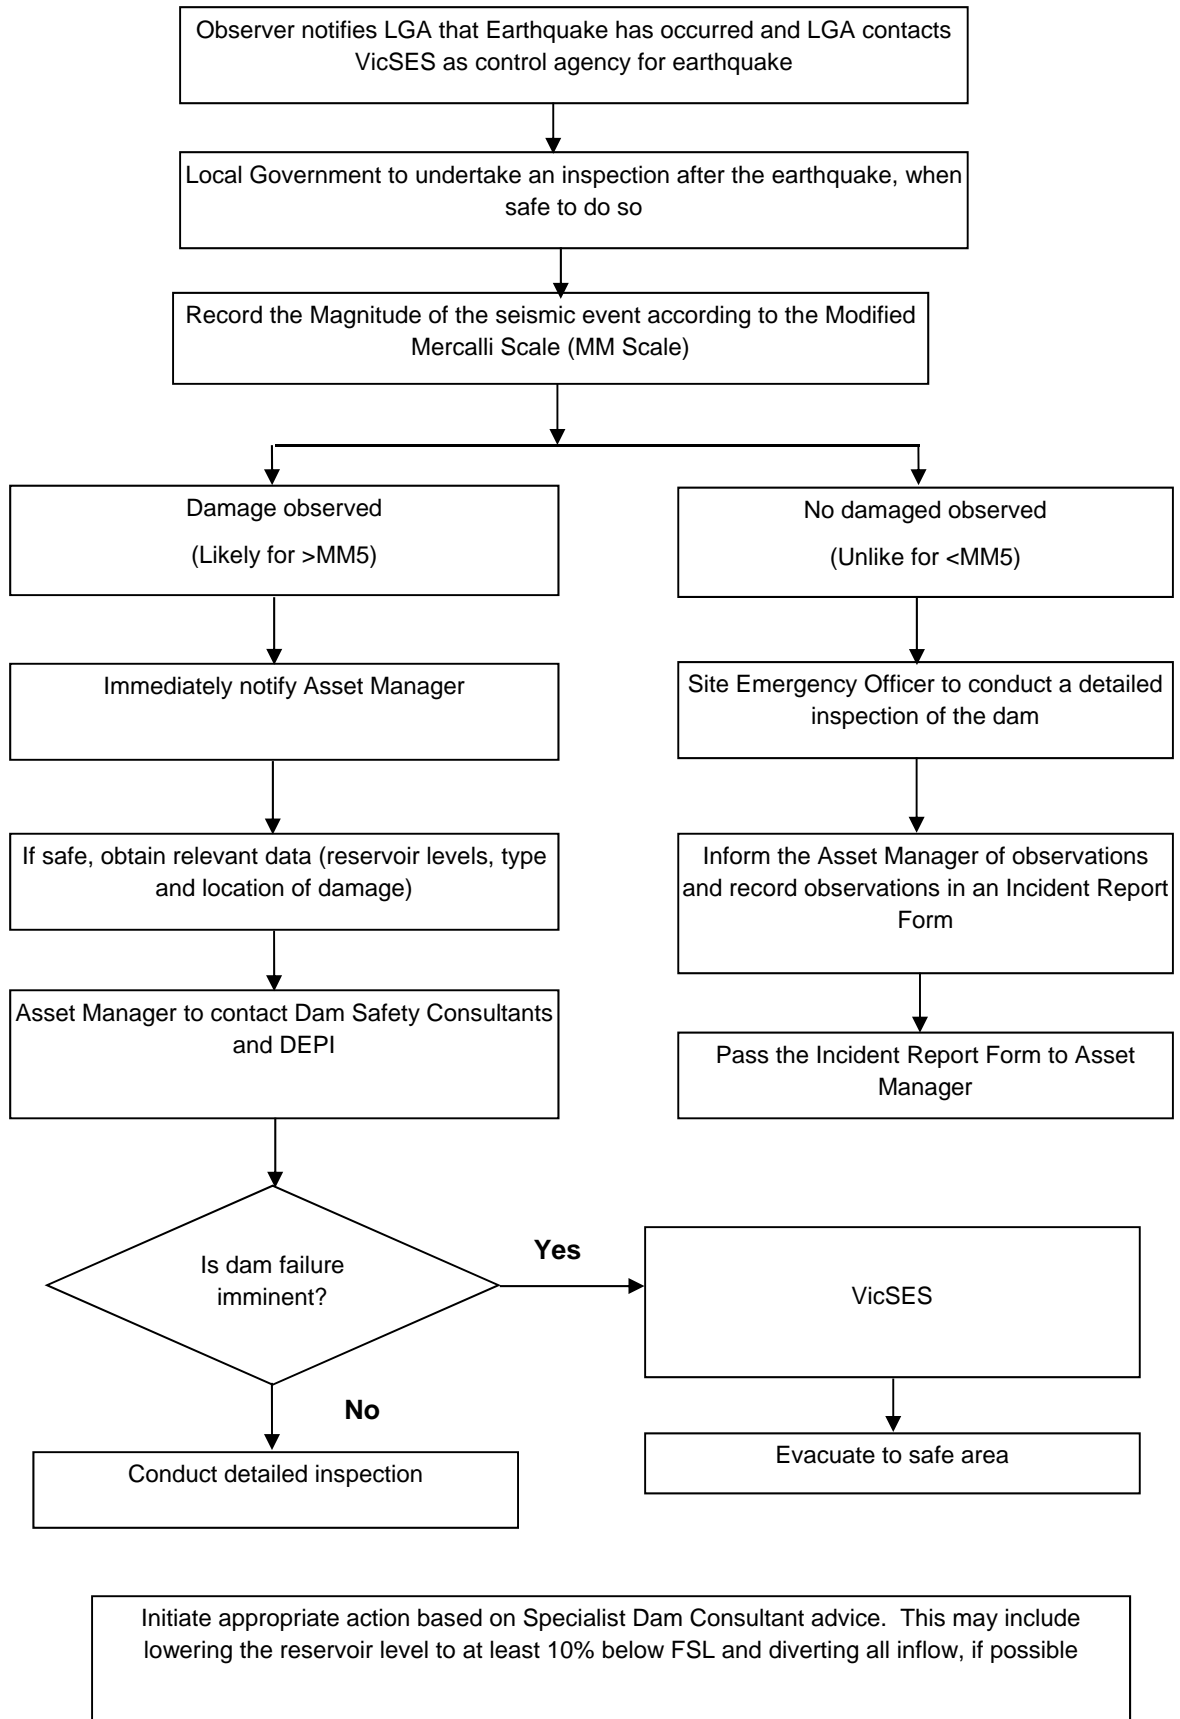 Observer notifies LGA that Earthquake has occurred and LGA contacts
VicSES as control agency for earthquake
Local Government to undertake an inspection after the earthquake, when
safe to do so
Record the Magnitude of the seismic event according to the Modified
Mercalli Scale (MM Scale)
Damage observed
(Likely for >MM5)
No damaged observed
(Unlike for <MM5)
Immediately notify Asset Manager
Site Emergency Officer to conduct a detailed
inspection of the dam
If safe, obtain relevant data (reservoir levels, type
and location of damage)
Inform the Asset Manager of observations
and record observations in an Incident Report
Form
Asset Manager to contact Dam Safety Consultants
and DEPI
Pass the Incident Report Form to Asset
Manager
Is dam failure
imminent?
Yes
VicSES
No
Evacuate to safe area
Conduct detailed inspection
Initiate appropriate action based on Specialist Dam Consultant advice.  This may include
lowering the reservoir level to at least 10% below FSL and diverting all inflow, if possible